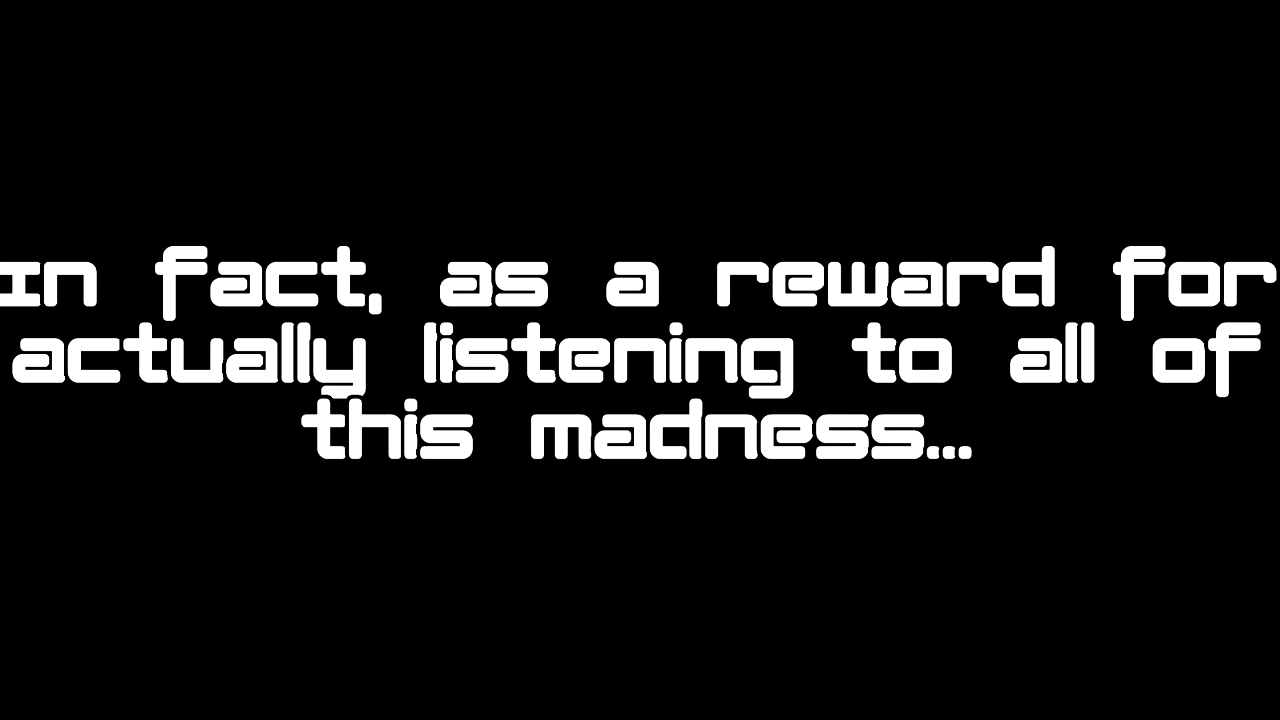 In fact, as a reward for
actually listening to all of
this madness...